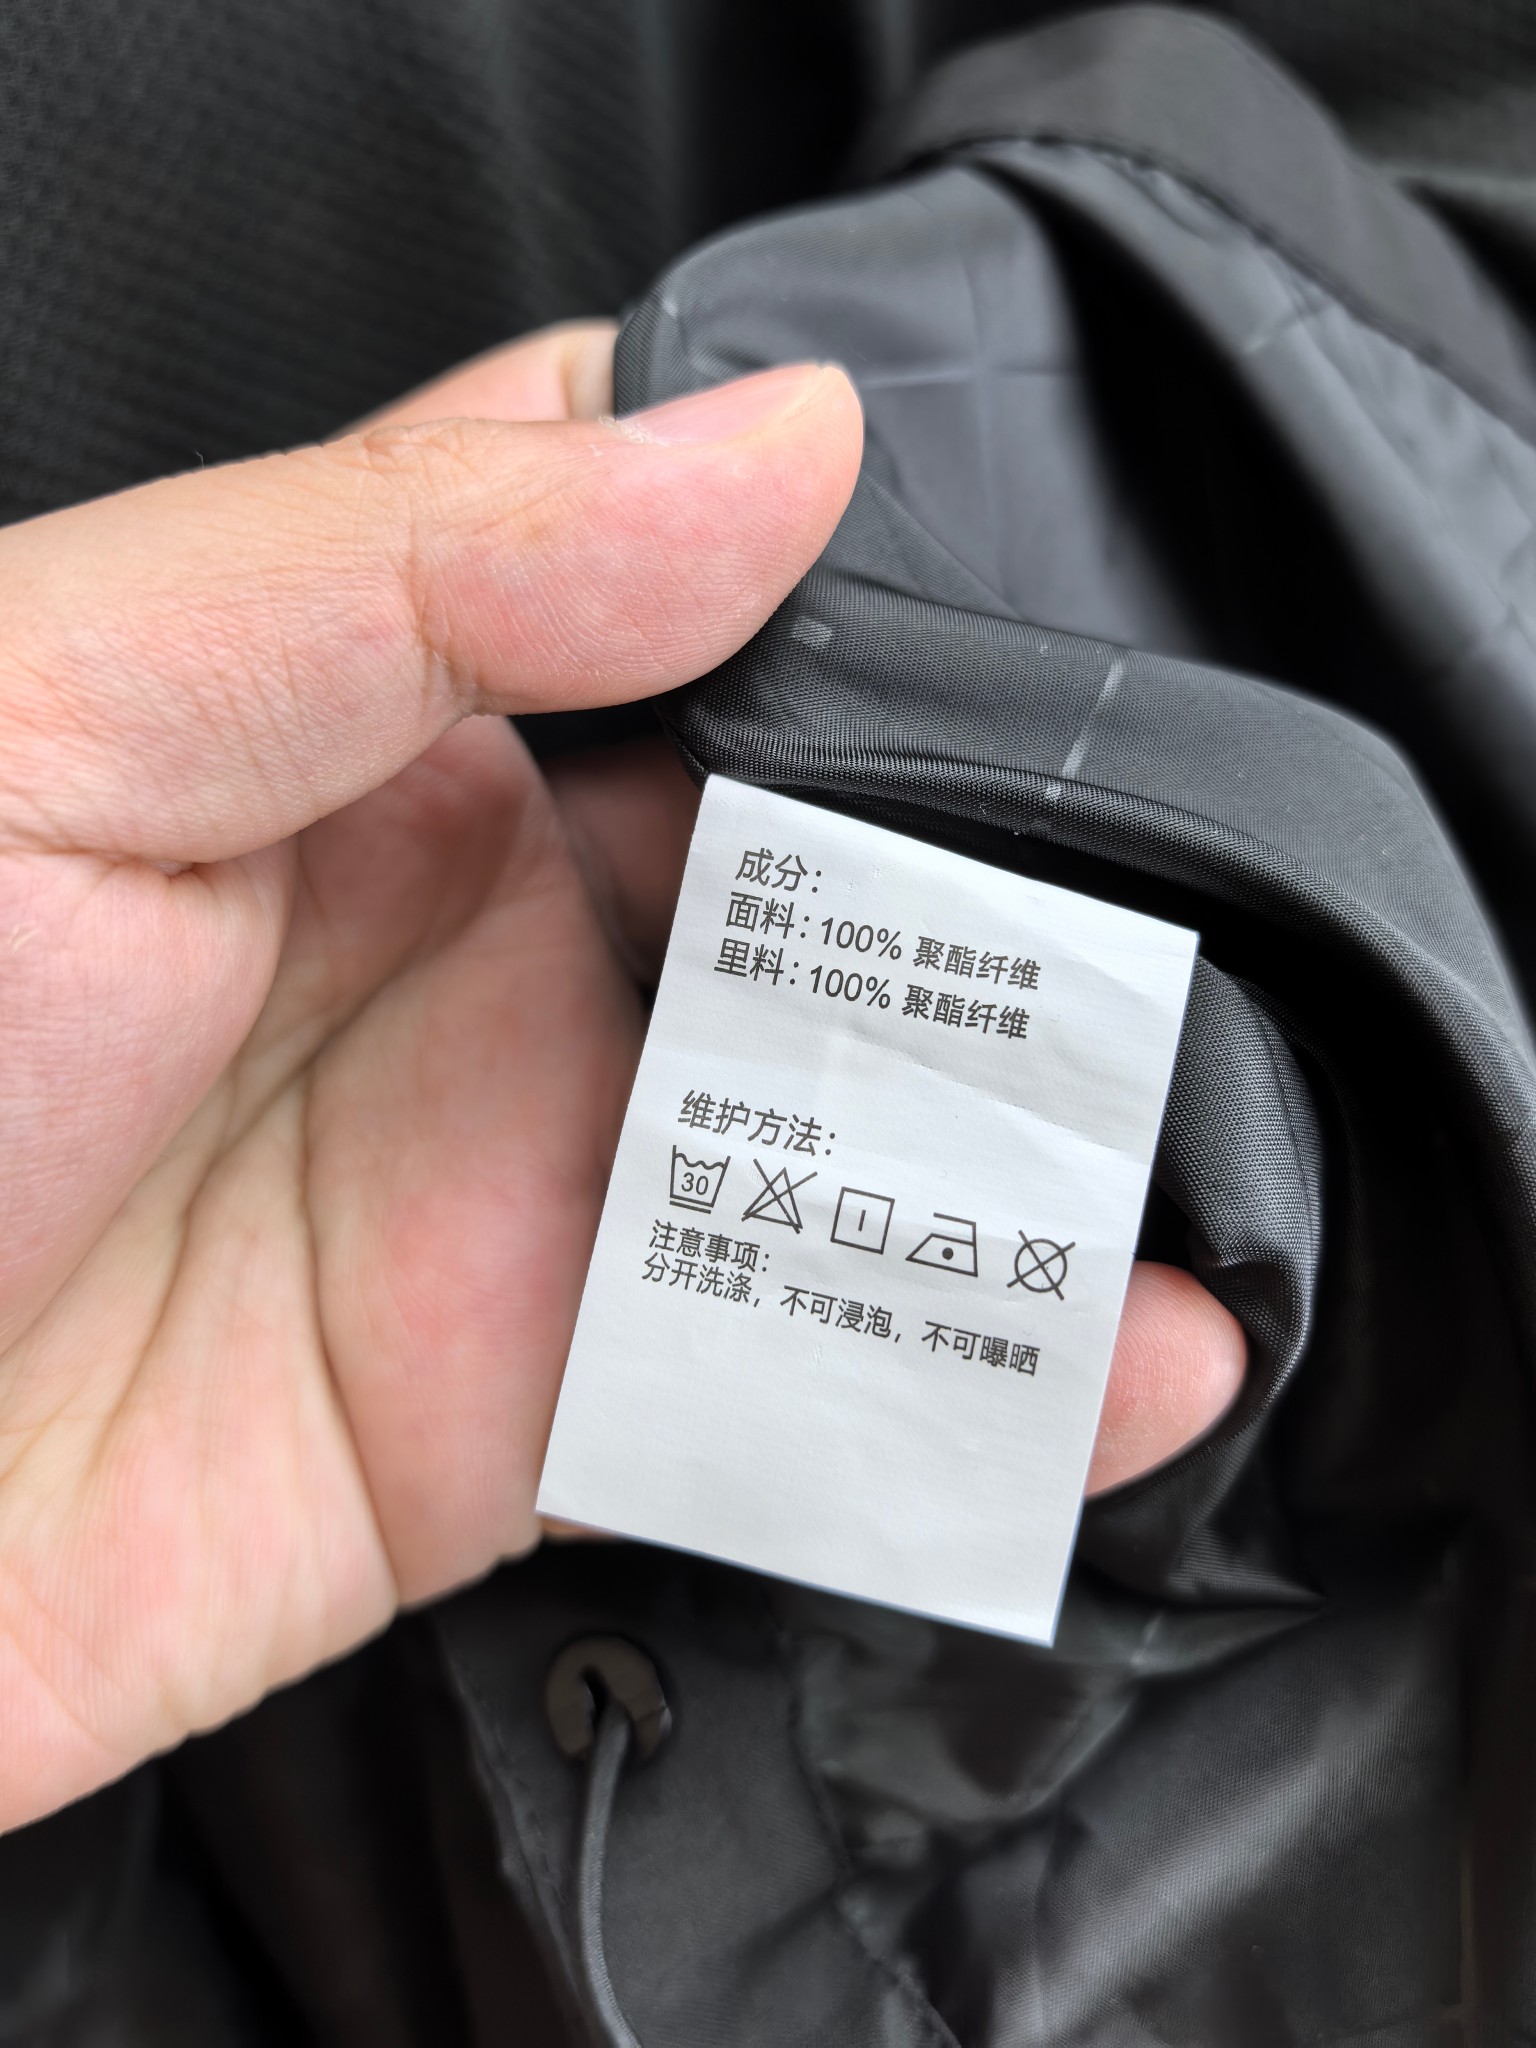 成分：
面料：100% 聚酯纤维
里料：100% 聚酯纤维
维护方法：
30
注意事项：
分开洗涤，不可浸泡，不可曝晒